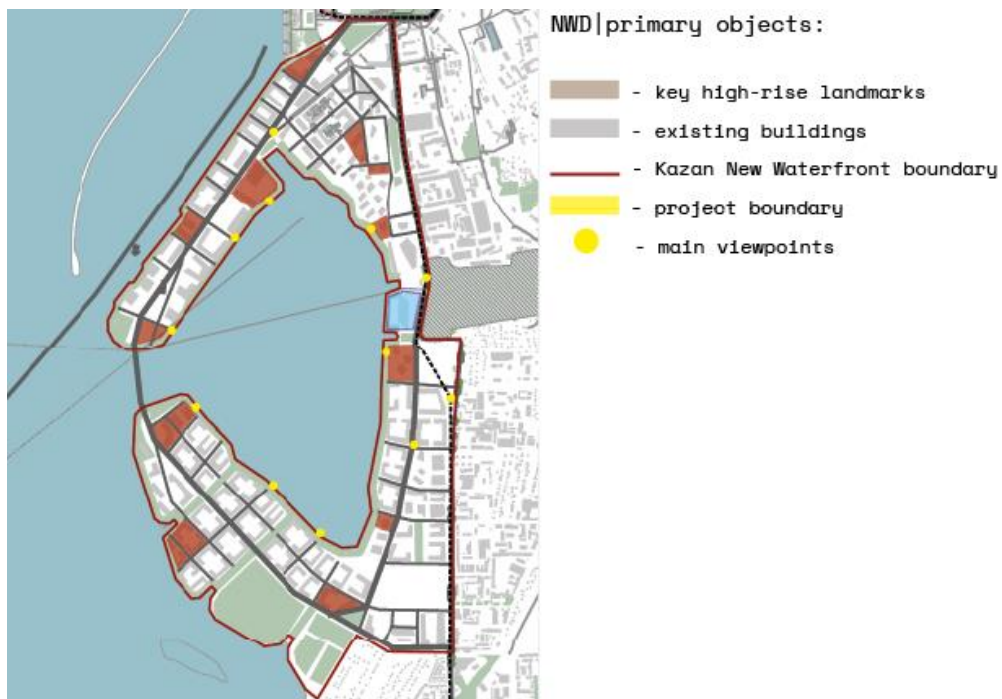 NWD|primary objects:
- key high-rise landmarks
- existing buildings
- Kazan New Waterfront boundary
- project boundary
- main viewpoints